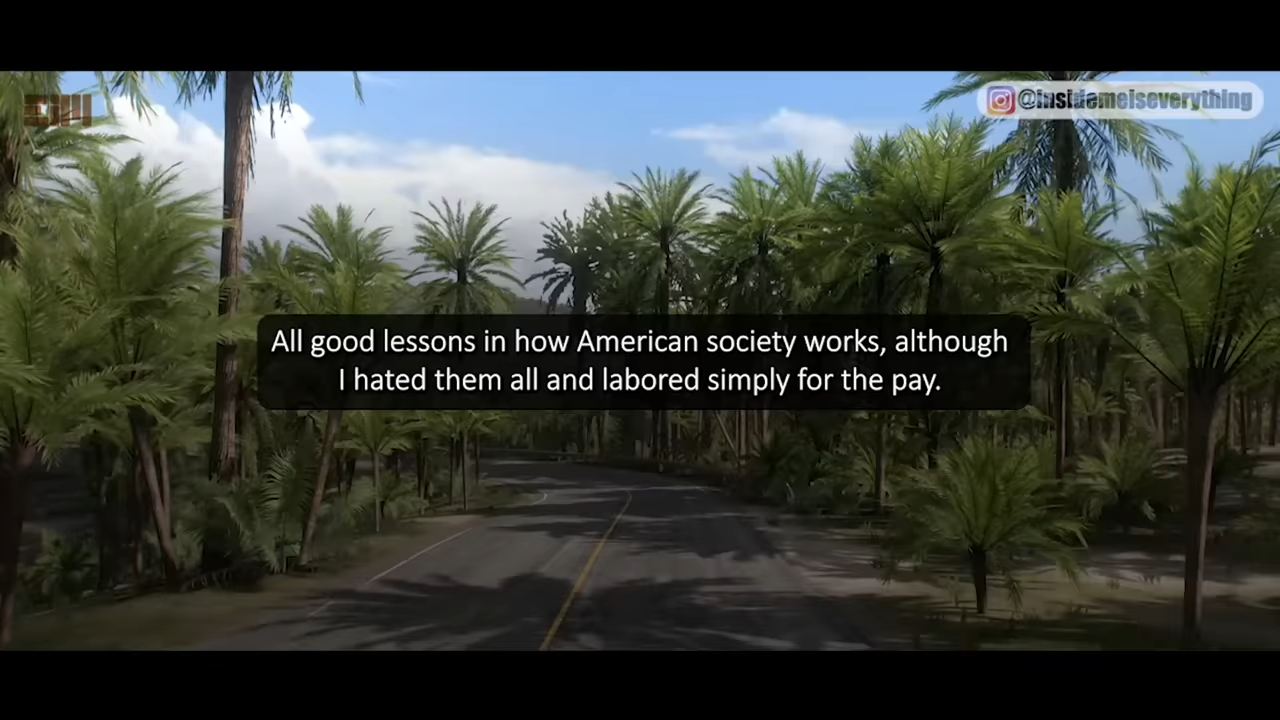 @insidemeiseverything
All good lessons in how American society works, although
I hated them all and labored simply for the pay.